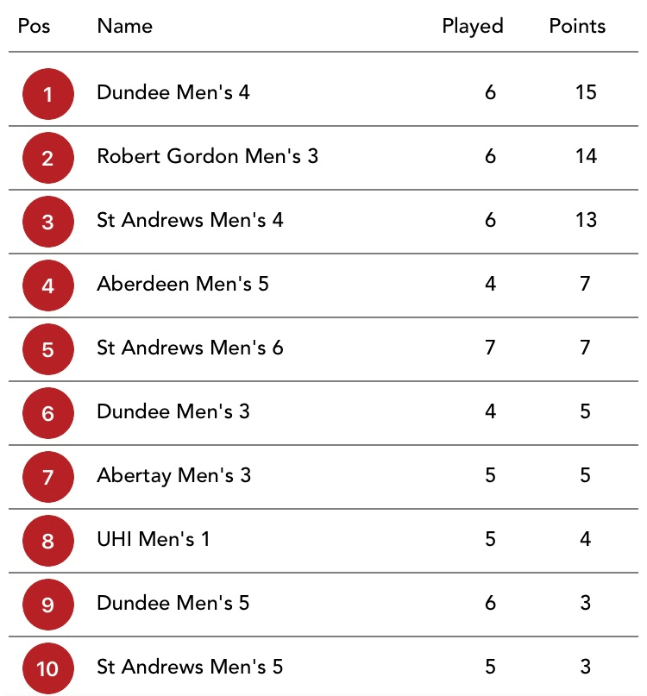 Pos Name Played Points
1 Dundee Men's 4 6 15
2 Robert Gordon Men's 3 6 14
3 St Andrews Men's 4 6 13
4 Aberdeen Men's 5 4 7
5 St Andrews Men's 6 7 7
6 Dundee Men's 3 4 5
7 Abertay Men's 3 5 5
8 UHI Men's 1 5 4
9 Dundee Men's 5 6 3
10 St Andrews Men's 5 5 3